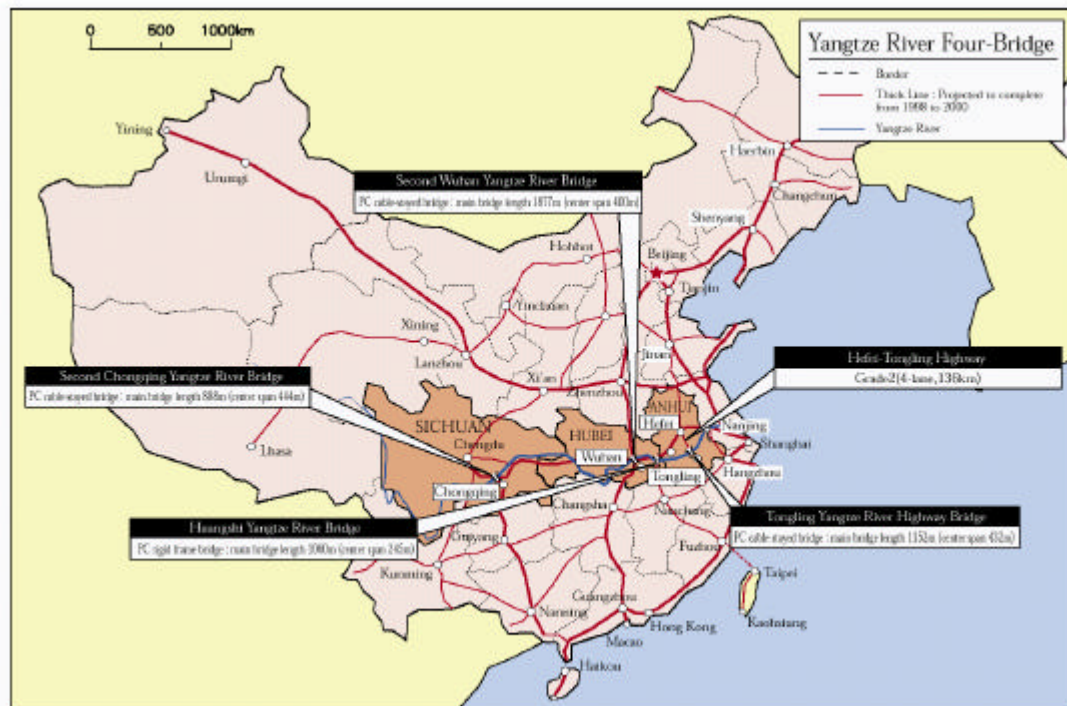 0 500 1000km
Yangtze River Four-Bridge
Border
Thick Line : Projected to complete
from 1998 to 2000
Yangtze River
Yining
Urumqi
Haerbin
Changchun
Shenyang
Second Wuhan Yangtze River Bridge
PC cable-stayed bridge : main bridge length 1877m (center span 400m)
Hohhot
Beijing
Tianjin
Yinchuan
Xining
Lanzhou
Jinan
Hefei-Tongling Highway
Grade2(4-lane,136km)
Second Chongqing Yangtze River Bridge
PC cable-stayed bridge : main bridge length 888m (center span 444m)
Xi'an
Zhenzhou
SICHUAN
ANHUI
Hefei
HUBEI
Nanjing
Shanghai
Chengdu
Lhasa
Wuhan
Hangzhou
Tongling
Chongqing
Changsha
Nanchang
Huangshi Yangtze River Bridge
PC rigid frame bridge : main bridge length 1060m (center span 245m)
Tongling Yangtze River Highway Bridge
PC cable-stayed bridge : main bridge length 1152m (center span 432m)
Guiyang
Fuzhou
Kunming
Taipei
Guangzhou
Nanning
Hong Kong
Kaohsiung
Macao
Haikou